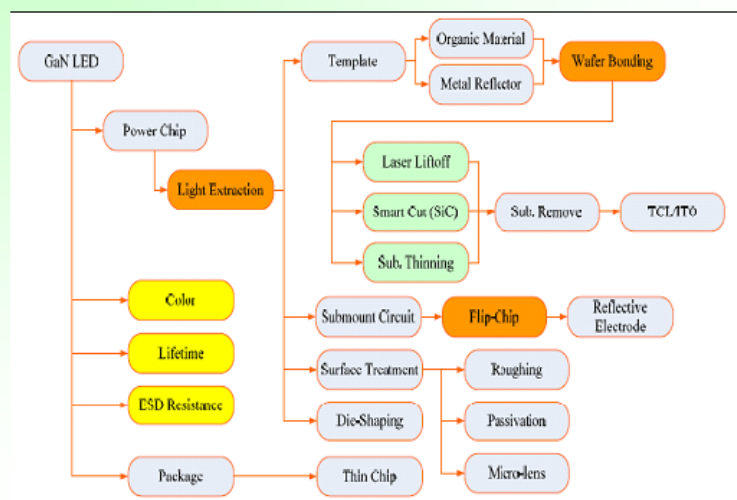 GaN LED
Template
Organic Material
Metal Reflector
Wafer Bonding
Power Chip
Light Extraction
Laser Liftoff
Smart Cut (SiC)
Sub. Thinning
Sub. Remove
TCL/ITO
Color
Lifetime
ESD Resistance
Submount Circuit
Flip-Chip
Reflective
Electrode
Surface Treatment
Roughing
Die-Shaping
Passivation
Micro-lens
Package
Thin Chip